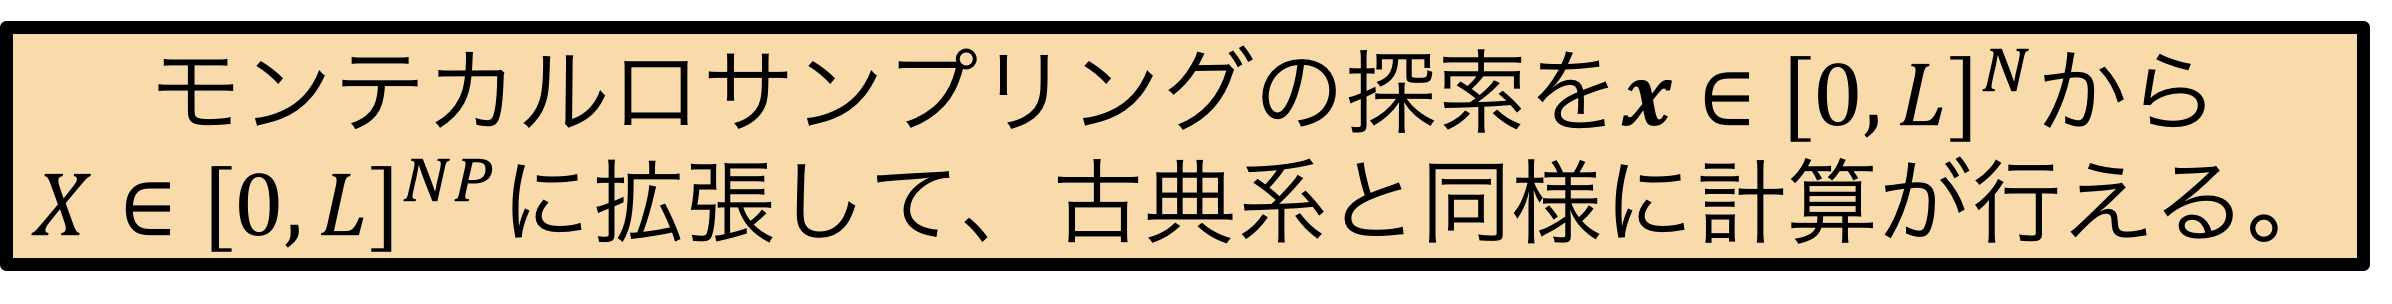 モンテカルロサンプリングの探索を𝒙 ∈ [0, 𝐿]^𝑁から
𝑋 ∈ [0, 𝐿]^𝑁𝑃に拡張して、古典系と同様に計算が行える。